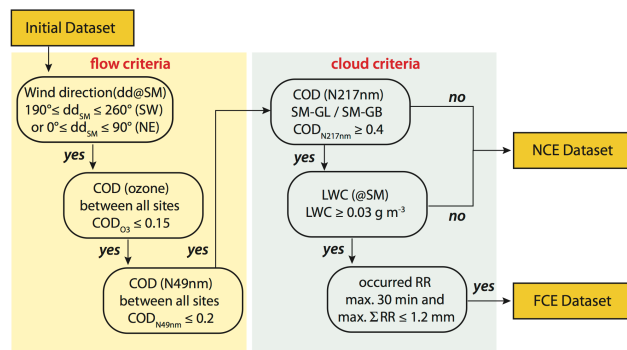 Initial Dataset
flow criteria
Wind direction(dd@SM)
190°≤ dd_SM ≤ 260° (SW)
or 0°≤ dd_SM ≤ 90° (NE)
yes
COD (ozone)
between all sites
COD_O3 ≤ 0.15
yes
COD (N49nm)
between all sites
COD_N49nm ≤ 0.2
yes
cloud criteria
COD (N217nm)
SM-GL / SM-GB
COD_N217nm ≥ 0.4
no
yes
LWC (@SM)
LWC ≥ 0.03 g m⁻³
no
yes
occurred RR
max. 30 min and
max. Σ RR ≤ 1.2 mm
yes
NCE Dataset
FCE Dataset